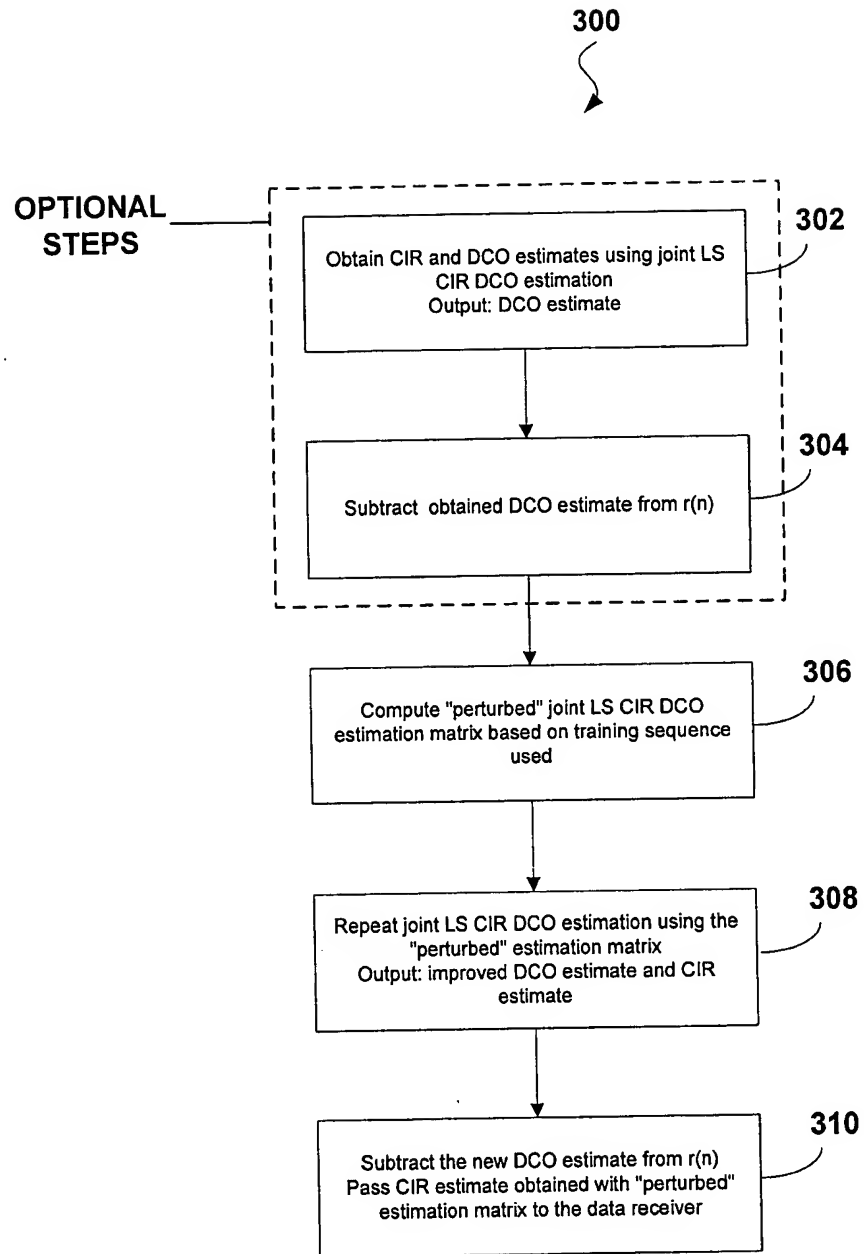 300
OPTIONAL
STEPS
302
Obtain CIR and DCO estimates using joint LS
CIR DCO estimation
Output: DCO estimate
304
Subtract obtained DCO estimate from r(n)
306
Compute "perturbed" joint LS CIR DCO
estimation matrix based on training sequence
used
308
Repeat joint LS CIR DCO estimation using the
"perturbed" estimation matrix
Output: improved DCO estimate and CIR
estimate
310
Subtract the new DCO estimate from r(n)
Pass CIR estimate obtained with "perturbed"
estimation matrix to the data receiver